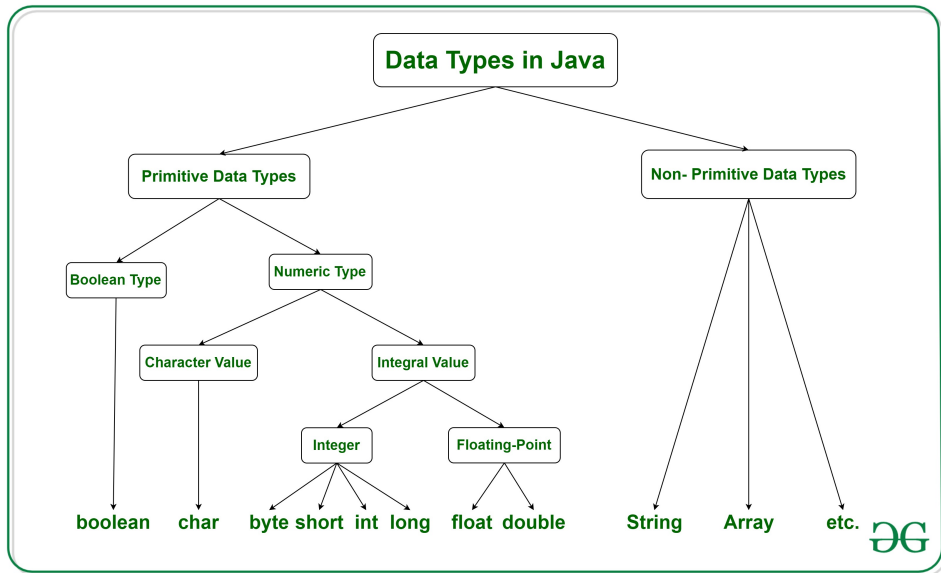 Data Types in Java
Primitive Data Types
Non- Primitive Data Types
Boolean Type
Numeric Type
Character Value
Integral Value
Integer
Floating-Point
boolean
char
byte
short
int
long
float
double
String
Array
etc.